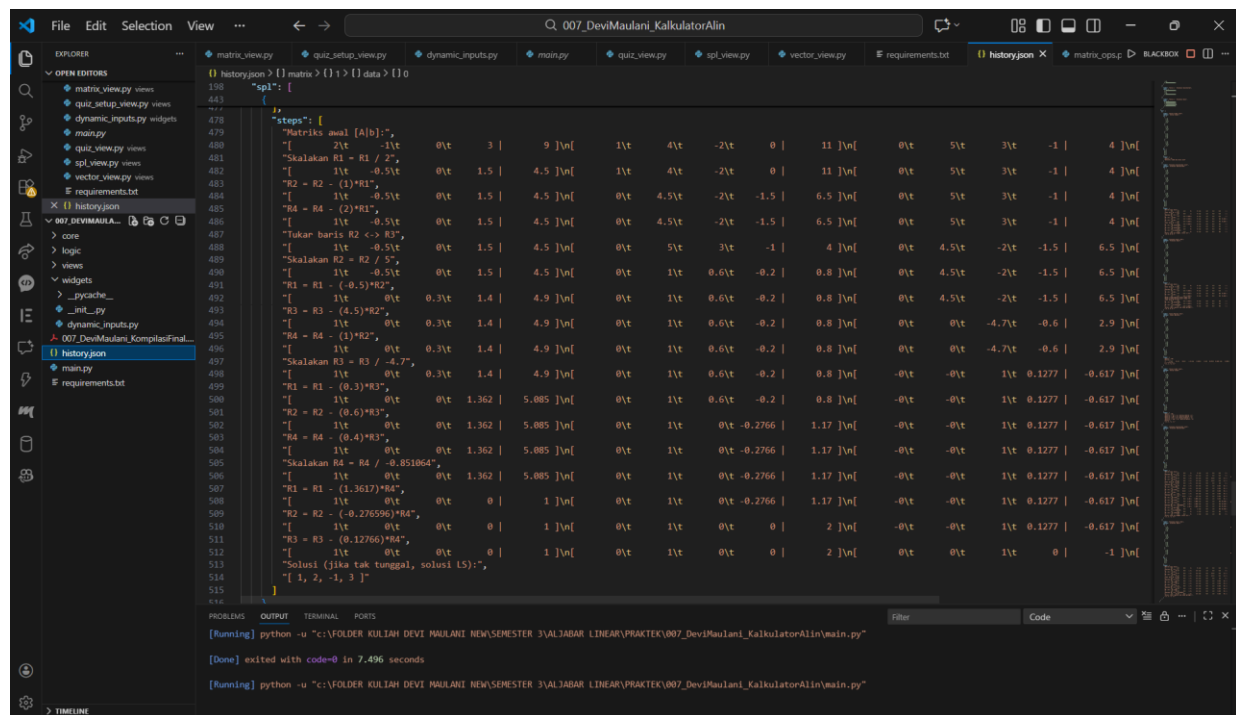 File Edit Selection View ··· ← → 007_DeviMaulani_KalkulatorAlin
EXPLORER ···
OPEN EDITORS
matrix_view.py views
quiz_setup_view.py views
dynamic_inputs.py widgets
main.py
quiz_view.py views
spl_view.py views
vector_view.py views
requirements.txt
× {} history.json
007_DEVIMAULA...
> core
> logic
> views
widgets
> __pycache__
__init__.py
dynamic_inputs.py
007_DeviMaulani_KompilasiFinal....
{} history.json
main.py
requirements.txt
> TIMELINE
matrix_view.py quiz_setup_view.py dynamic_inputs.py main.py quiz_view.py spl_view.py vector_view.py requirements.txt {} history.json × matrix_ops.p BLACKBOX
{} history.json > [ ] matrix > {} 1 > [ ] data > [ ] 0
198 "spl": [
443 {
477 ],
478 "steps": [
479 "Matriks awal [A|b]:",
480 "[ 2\t -1\t 0\t 3 | 9 ]\n[ 1\t 4\t -2\t 0 | 11 ]\n[ 0\t 5\t 3\t -1 | 4 ]\n[
481 "Skalakan R1 = R1 / 2",
482 "[ 1\t -0.5\t 0\t 1.5 | 4.5 ]\n[ 1\t 4\t -2\t 0 | 11 ]\n[ 0\t 5\t 3\t -1 | 4 ]\n[
483 "R2 = R2 - (1)*R1",
484 "[ 1\t -0.5\t 0\t 1.5 | 4.5 ]\n[ 0\t 4.5\t -2\t -1.5 | 6.5 ]\n[ 0\t 5\t 3\t -1 | 4 ]\n[
485 "R4 = R4 - (2)*R1",
486 "[ 1\t -0.5\t 0\t 1.5 | 4.5 ]\n[ 0\t 4.5\t -2\t -1.5 | 6.5 ]\n[ 0\t 5\t 3\t -1 | 4 ]\n[
487 "Tukar baris R2 <-> R3",
488 "[ 1\t -0.5\t 0\t 1.5 | 4.5 ]\n[ 0\t 5\t 3\t -1 | 4 ]\n[ 0\t 4.5\t -2\t -1.5 | 6.5 ]\n[
489 "Skalakan R2 = R2 / 5",
490 "[ 1\t -0.5\t 0\t 1.5 | 4.5 ]\n[ 0\t 1\t 0.6\t -0.2 | 0.8 ]\n[ 0\t 4.5\t -2\t -1.5 | 6.5 ]\n[
491 "R1 = R1 - (-0.5)*R2",
492 "[ 1\t 0\t 0.3\t 1.4 | 4.9 ]\n[ 0\t 1\t 0.6\t -0.2 | 0.8 ]\n[ 0\t 4.5\t -2\t -1.5 | 6.5 ]\n[
493 "R3 = R3 - (4.5)*R2",
494 "[ 1\t 0\t 0.3\t 1.4 | 4.9 ]\n[ 0\t 1\t 0.6\t -0.2 | 0.8 ]\n[ 0\t 0\t -4.7\t -0.6 | 2.9 ]\n[
495 "R4 = R4 - (1)*R2",
496 "[ 1\t 0\t 0.3\t 1.4 | 4.9 ]\n[ 0\t 1\t 0.6\t -0.2 | 0.8 ]\n[ 0\t 0\t -4.7\t -0.6 | 2.9 ]\n[
497 "Skalakan R3 = R3 / -4.7",
498 "[ 1\t 0\t 0.3\t 1.4 | 4.9 ]\n[ 0\t 1\t 0.6\t -0.2 | 0.8 ]\n[ -0\t -0\t 1\t 0.1277 | -0.617 ]\n[
499 "R1 = R1 - (0.3)*R3",
500 "[ 1\t 0\t 0\t 1.362 | 5.085 ]\n[ 0\t 1\t 0.6\t -0.2 | 0.8 ]\n[ -0\t -0\t 1\t 0.1277 | -0.617 ]\n[
501 "R2 = R2 - (0.6)*R3",
502 "[ 1\t 0\t 0\t 1.362 | 5.085 ]\n[ 0\t 1\t 0\t -0.2766 | 1.17 ]\n[ -0\t -0\t 1\t 0.1277 | -0.617 ]\n[
503 "R4 = R4 - (0.4)*R3",
504 "[ 1\t 0\t 0\t 1.362 | 5.085 ]\n[ 0\t 1\t 0\t -0.2766 | 1.17 ]\n[ -0\t -0\t 1\t 0.1277 | -0.617 ]\n[
505 "Skalakan R4 = R4 / -0.851064",
506 "[ 1\t 0\t 0\t 1.362 | 5.085 ]\n[ 0\t 1\t 0\t -0.2766 | 1.17 ]\n[ -0\t -0\t 1\t 0.1277 | -0.617 ]\n[
507 "R1 = R1 - (1.3617)*R4",
508 "[ 1\t 0\t 0\t 0 | 1 ]\n[ 0\t 1\t 0\t -0.2766 | 1.17 ]\n[ -0\t -0\t 1\t 0.1277 | -0.617 ]\n[
509 "R2 = R2 - (-0.276596)*R4",
510 "[ 1\t 0\t 0\t 0 | 1 ]\n[ 0\t 1\t 0\t 0 | 2 ]\n[ -0\t -0\t 1\t 0.1277 | -0.617 ]\n[
511 "R3 = R3 - (0.12766)*R4",
512 "[ 1\t 0\t 0\t 0 | 1 ]\n[ 0\t 1\t 0\t 0 | 2 ]\n[ 0\t 0\t 1\t 0 | -1 ]\n[
513 "Solusi (jika tak tunggal, solusi LS):",
514 "[ 1, 2, -1, 3 ]"
515 ]
516 }
PROBLEMS OUTPUT TERMINAL PORTS Filter Code
[Running] python -u "c:\FOLDER KULIAH DEVI MAULANI NEW\SEMESTER 3\ALJABAR LINEAR\PRAKTEK\007_DeviMaulani_KalkulatorAlin\main.py"
[Done] exited with code=0 in 7.496 seconds
[Running] python -u "c:\FOLDER KULIAH DEVI MAULANI NEW\SEMESTER 3\ALJABAR LINEAR\PRAKTEK\007_DeviMaulani_KalkulatorAlin\main.py"